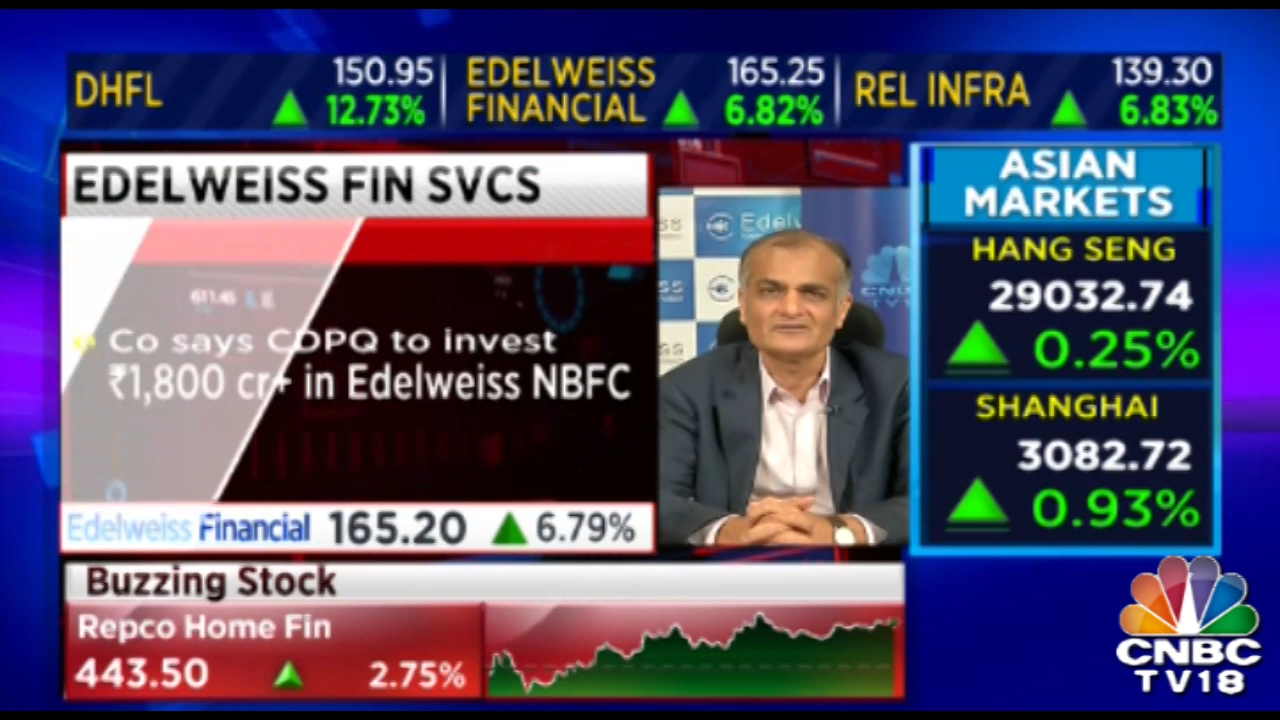 DHFL
150.95
12.73%
EDELWEISS
FINANCIAL
165.25
6.82%
REL INFRA
139.30
6.83%
EDELWEISS FIN SVCS
Co says CDPQ to invest
₹1,800 cr+ in Edelweiss NBFC
Edelweiss Financial 165.20 6.79%
Edelw
CNBC
TV18
ASIAN
MARKETS
HANG SENG
29032.74
0.25%
SHANGHAI
3082.72
0.93%
Buzzing Stock
Repco Home Fin
443.50 2.75%
CNBC
TV18